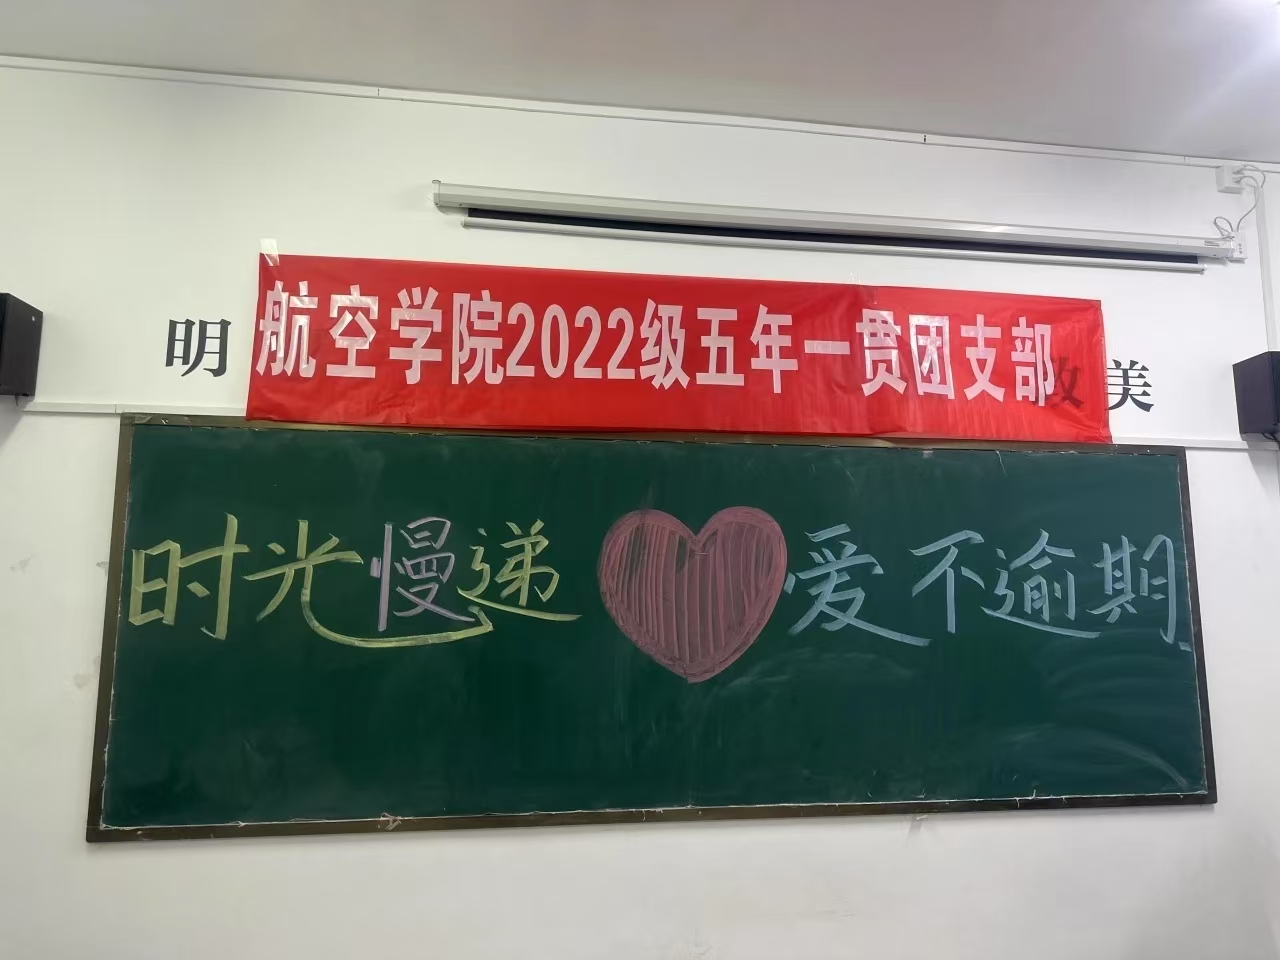 航空学院2022级五年一贯团支部
明 美
时光慢递 爱不逾期